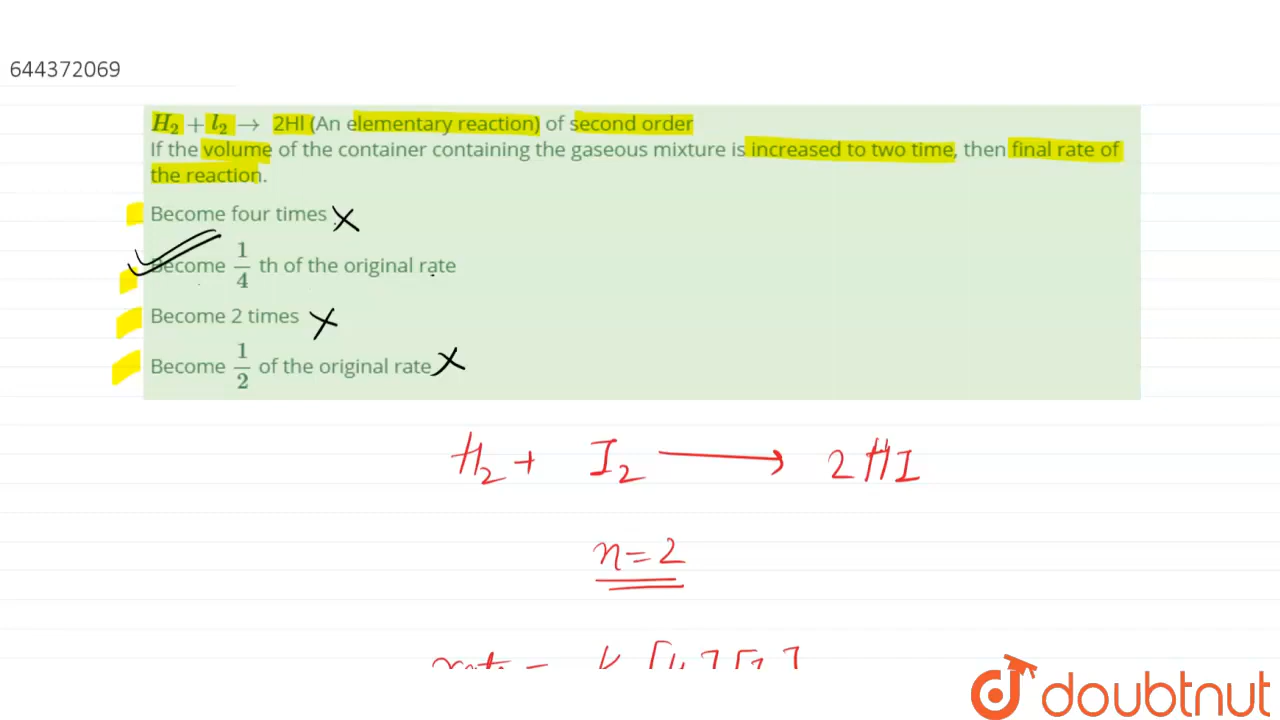 644372069
H₂ + l₂ → 2HI (An elementary reaction) of second order
If the volume of the container containing the gaseous mixture is increased to two time, then final rate of
the reaction.
Become four times
Become 1/4 th of the original rate
Become 2 times
Become 1/2 of the original rate
H₂ + I₂ → 2HI
n=2
rate = k[H₂][I₂]
doubtnut